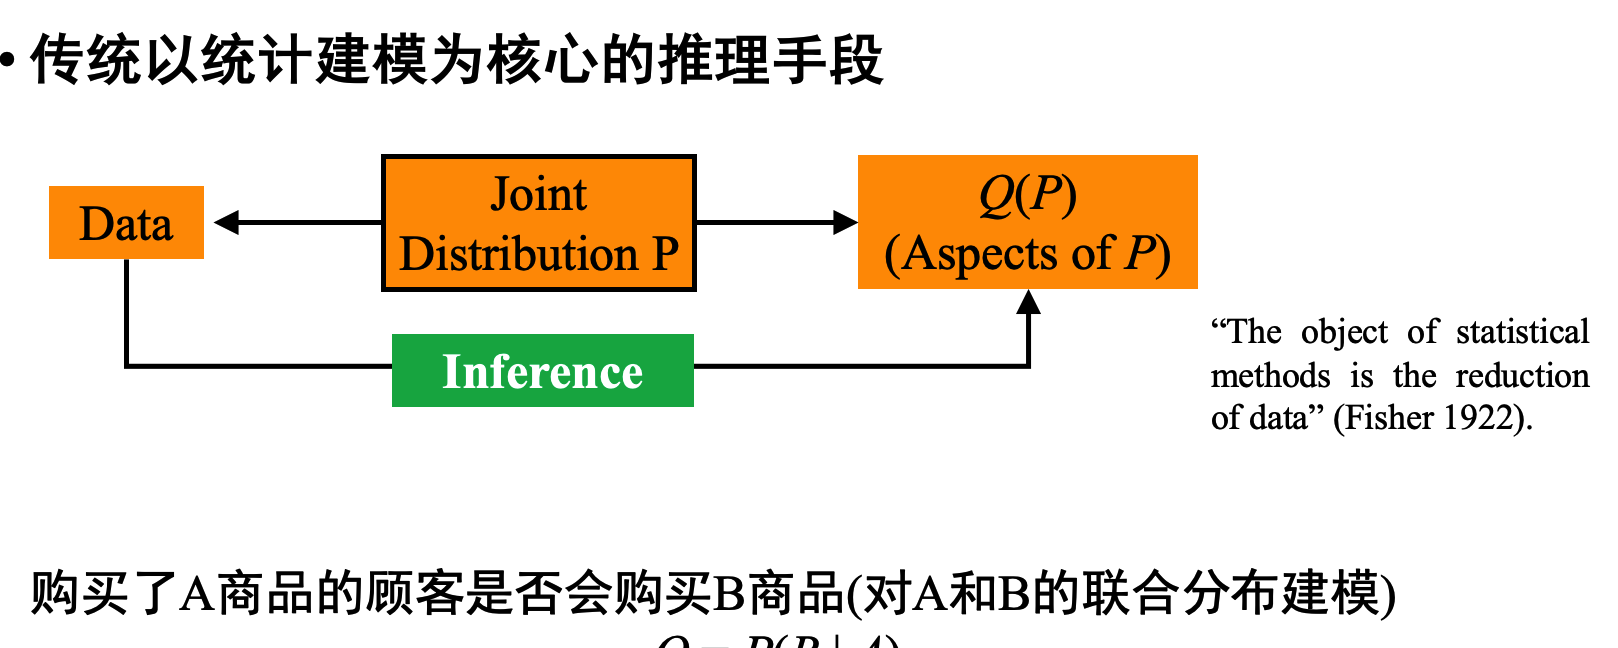 • 传统以统计建模为核心的推理手段
Data
Joint
Distribution P
Q(P)
(Aspects of P)
Inference
“The object of statistical
methods is the reduction
of data” (Fisher 1922).
购买了A商品的顾客是否会购买B商品(对A和B的联合分布建模)
Q = P(B | A)